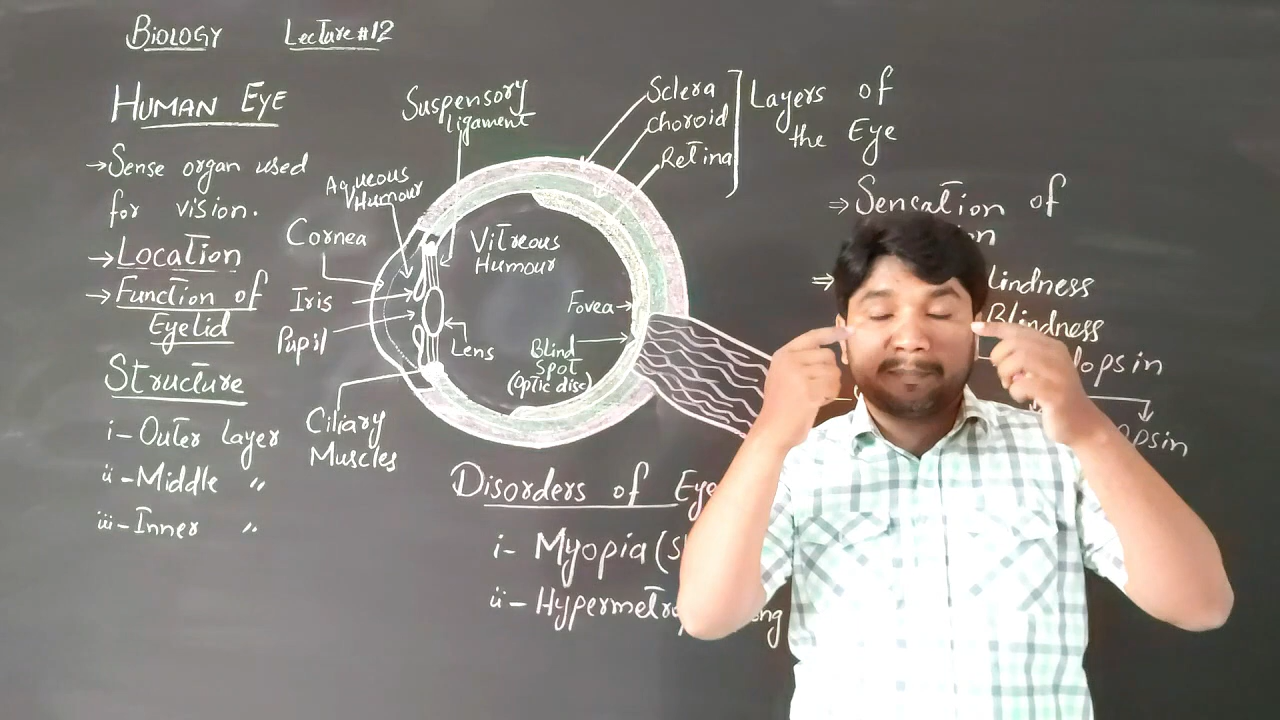 BIOLOGY Lecture #12
HUMAN EYE
→Sense organ used
for vision.
→Location
→Function of
Eyelid
Structure
i-Outer Layer
ii-Middle "
iii-Inner "
Suspensory
Ligament
Aqueous
Humour
Cornea
Iris
Pupil
Ciliary
Muscles
Vitreous
Humour
Lens
Fovea→
Blind
Spot
(optic disc)
Sclera
Choroid
Retina
Layers of
the Eye
⇒Sensation of
⇒
Disorders of Eye
i- Myopia (
ii-